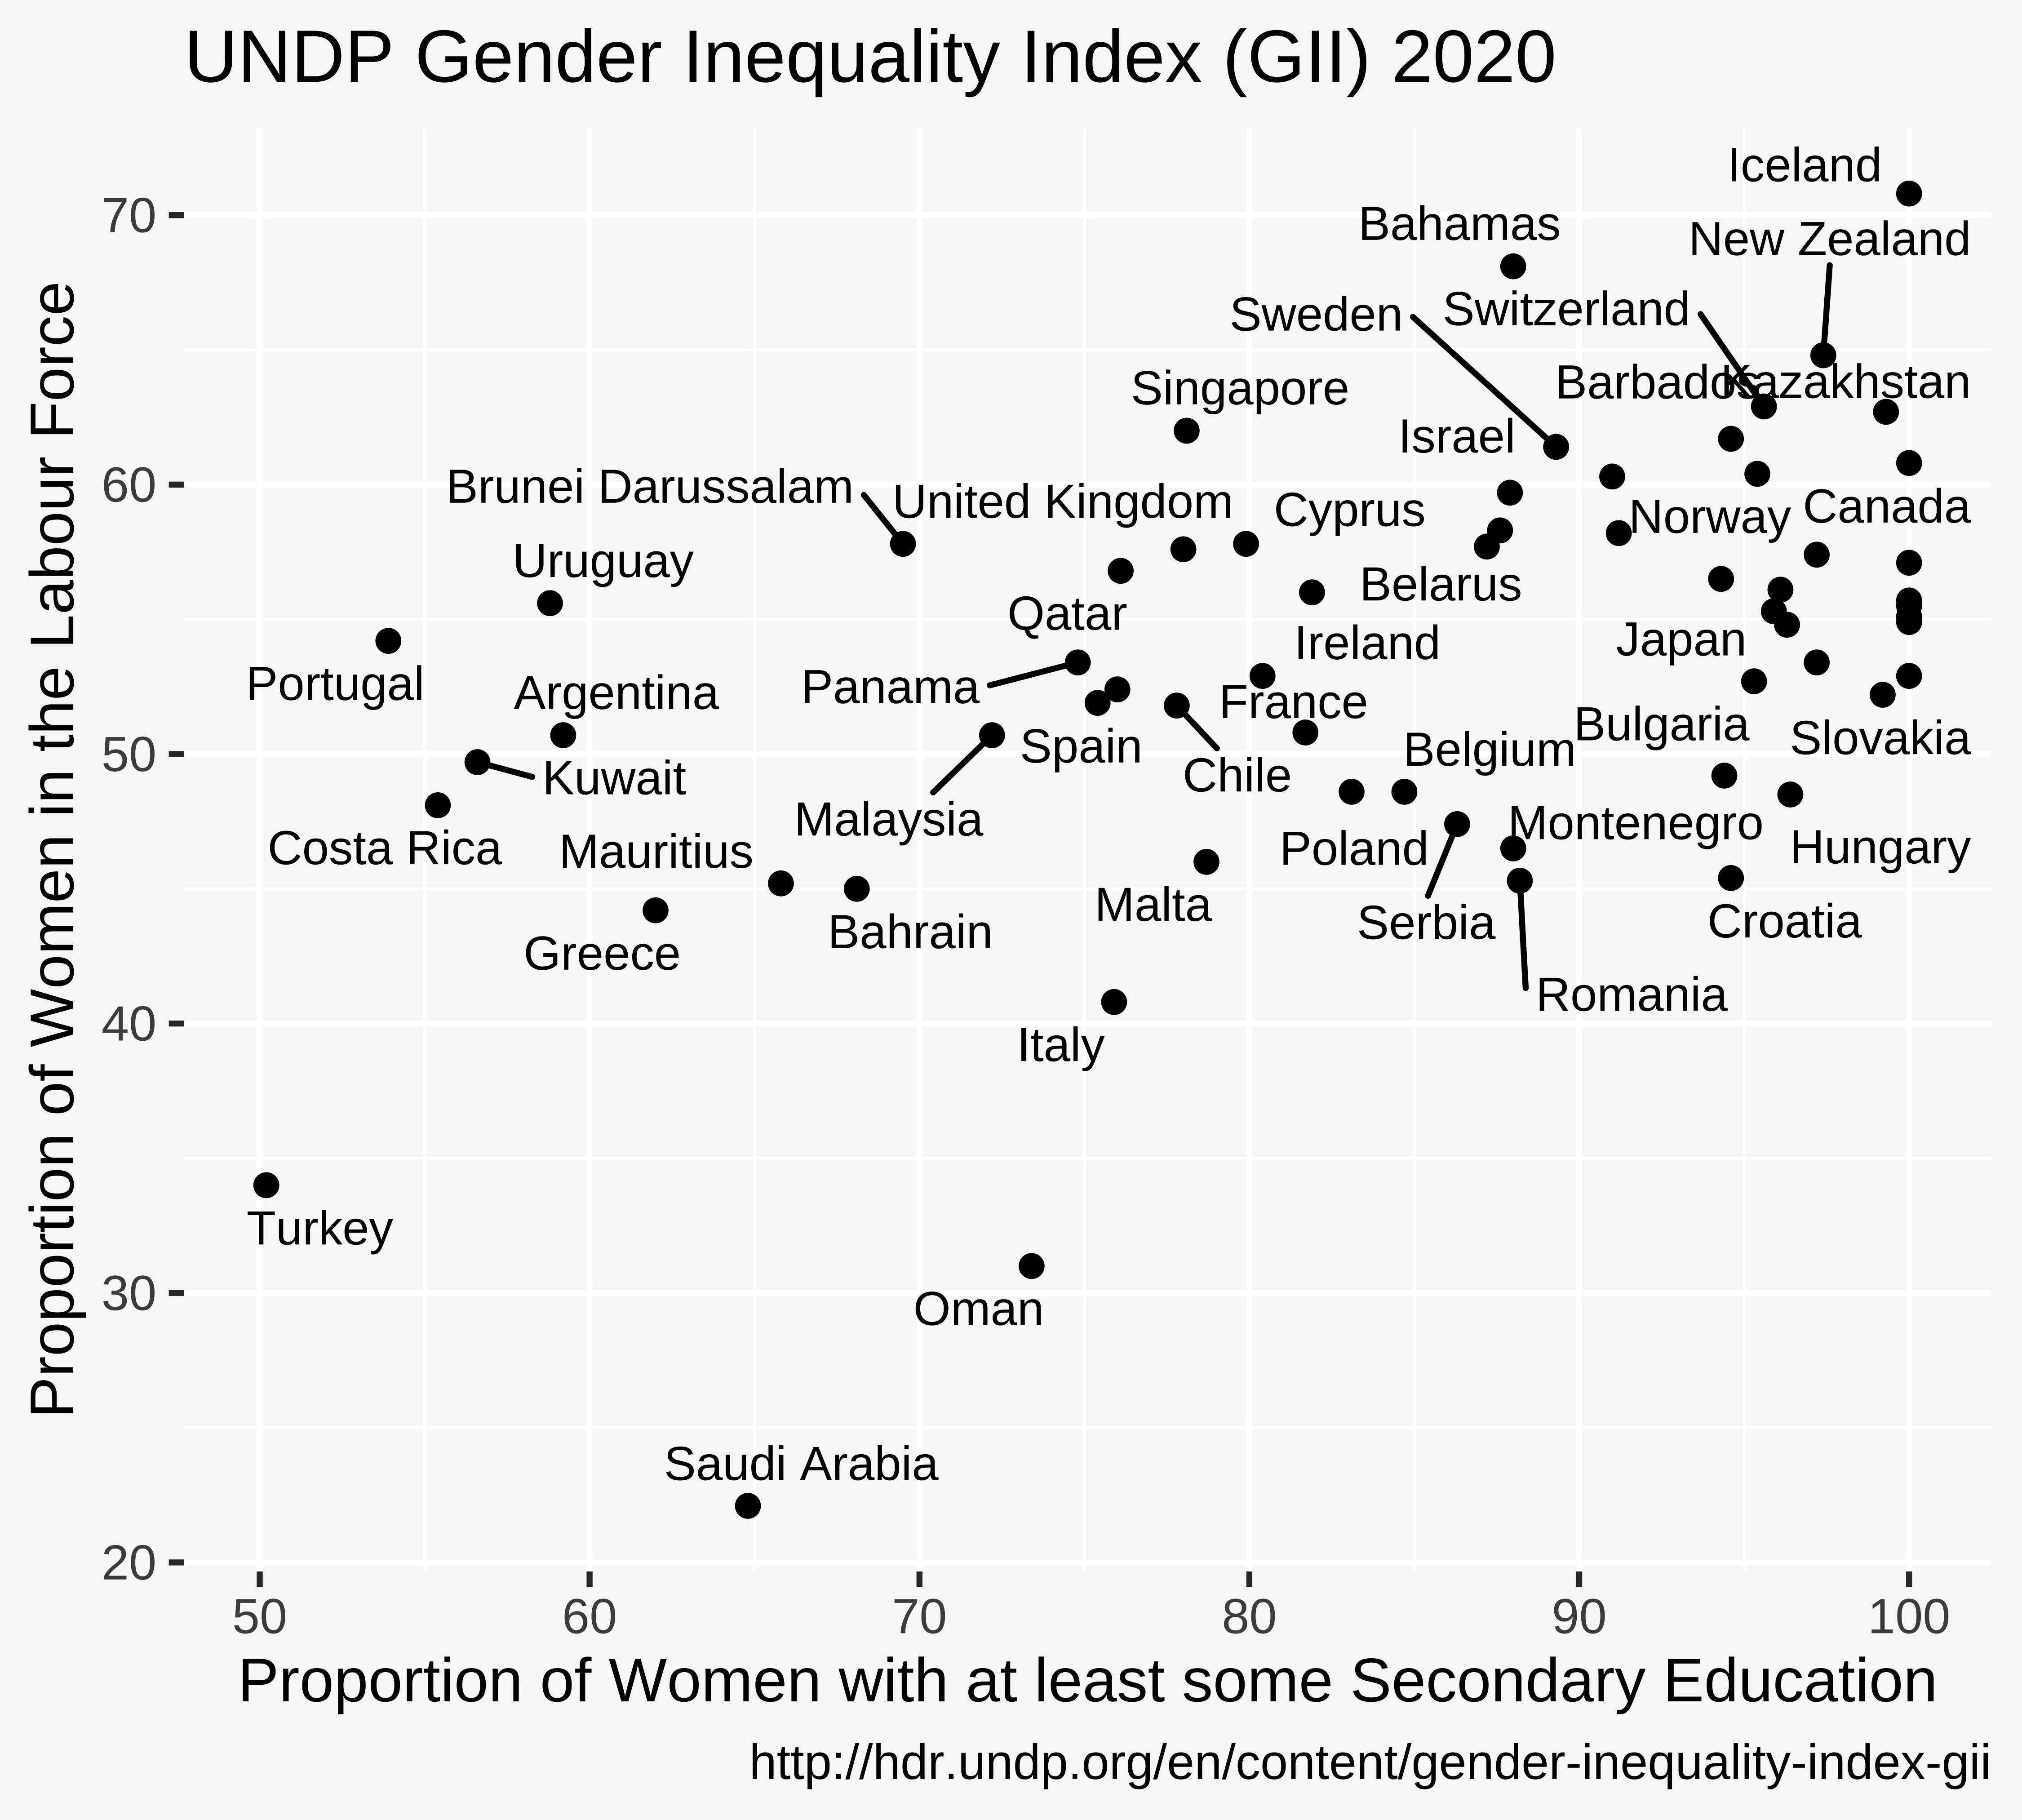 UNDP Gender Inequality Index (GII) 2020
Proportion of Women in the Labour Force
70
60
50
40
30
20
Iceland
Bahamas
New Zealand
Sweden
Switzerland
Singapore
Barbados
Kazakhstan
Israel
Brunei Darussalam
United Kingdom
Cyprus
Norway
Canada
Uruguay
Qatar
Belarus
Portugal
Argentina
Panama
Ireland
Japan
France
Spain
Belgium
Bulgaria
Slovakia
Kuwait
Chile
Malaysia
Costa Rica
Mauritius
Poland
Montenegro
Hungary
Malta
Serbia
Croatia
Greece
Bahrain
Romania
Italy
Turkey
Oman
Saudi Arabia
50
60
70
80
90
100
Proportion of Women with at least some Secondary Education
http://hdr.undp.org/en/content/gender-inequality-index-gii